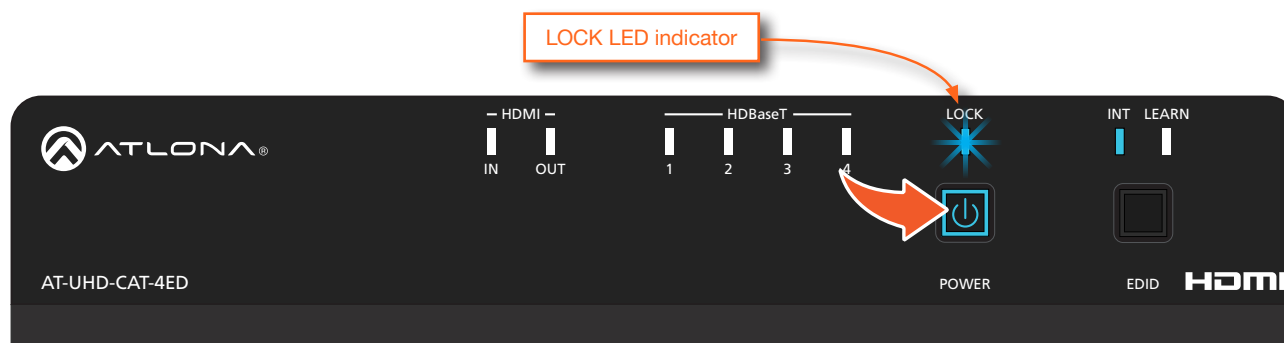 LOCK LED indicator
HDMI
HDBaseT
LOCK
INT LEARN
ATLONA®
IN OUT 1 2 3 4
AT-UHD-CAT-4ED
POWER
EDID
HDMI